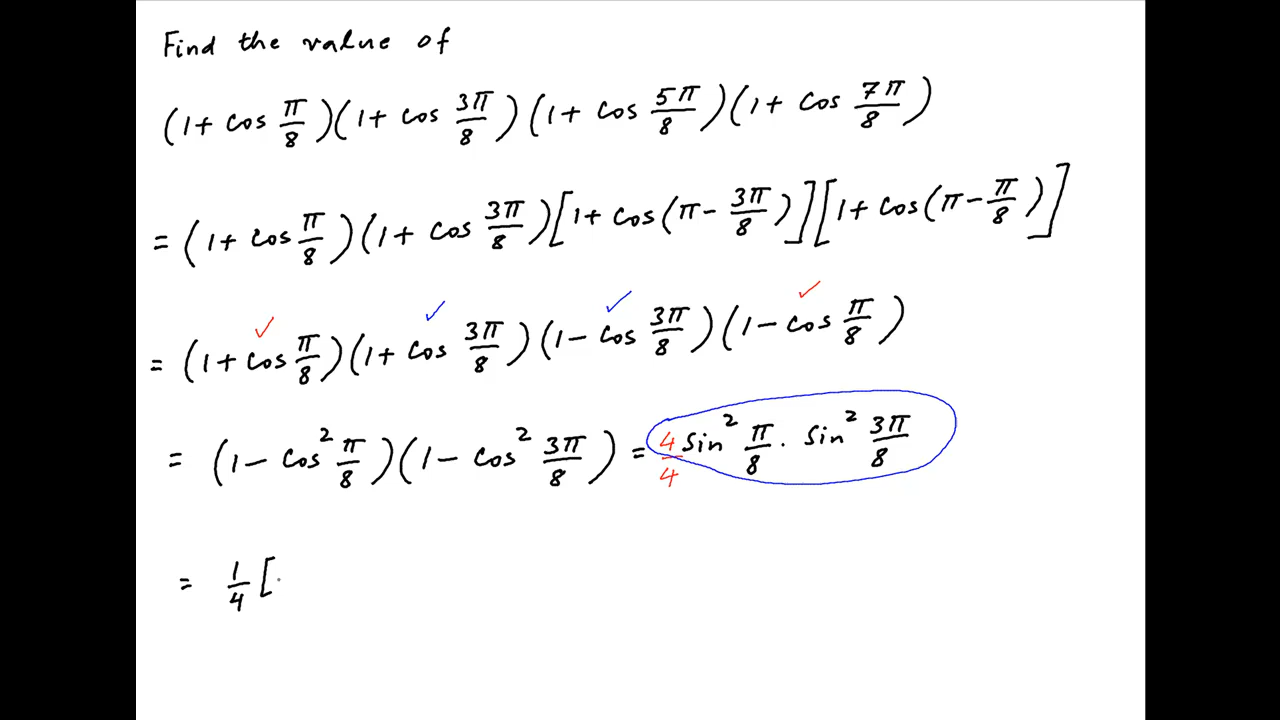 Find the value of
(1 + cos π/8)(1 + cos 3π/8)(1 + cos 5π/8)(1 + cos 7π/8)
= (1 + cos π/8)(1 + cos 3π/8)[1 + cos(π - 3π/8)][1 + cos(π - π/8)]
= (1 + cos π/8)(1 + cos 3π/8)(1 - cos 3π/8)(1 - cos π/8)
= (1 - cos² π/8)(1 - cos² 3π/8) = 4/4 sin² π/8 · sin² 3π/8
= 1/4 [